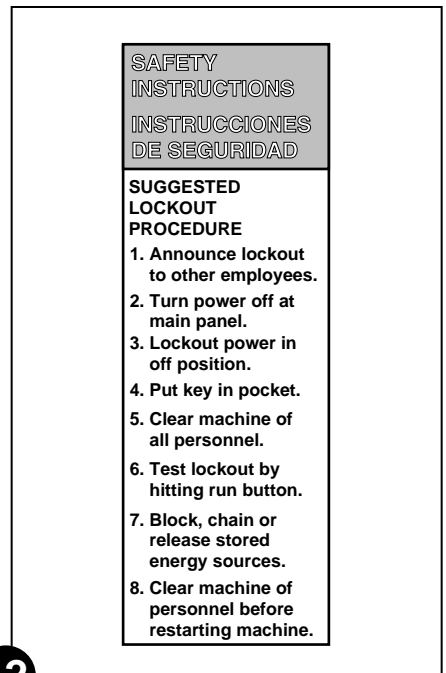 SAFETY
INSTRUCTIONS
INSTRUCCIONES
DE SEGURIDAD
SUGGESTED
LOCKOUT
PROCEDURE
1. Announce lockout
to other employees.
2. Turn power off at
main panel.
3. Lockout power in
off position.
4. Put key in pocket.
5. Clear machine of
all personnel.
6. Test lockout by
hitting run button.
7. Block, chain or
release stored
energy sources.
8. Clear machine of
personnel before
restarting machine.
2